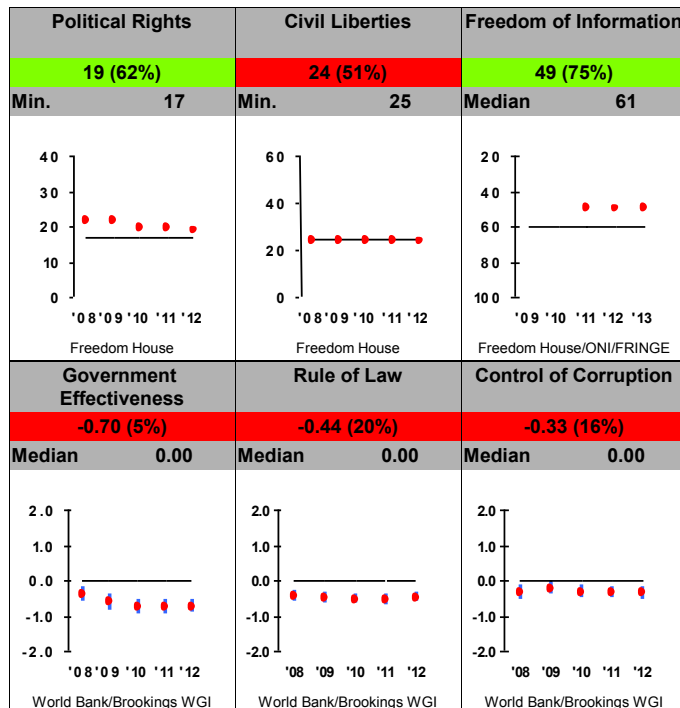 Political Rights
19 (62%)
Min. 17
40
30
20
10
0
'08 '09 '10 '11 '12
Freedom House
Civil Liberties
24 (51%)
Min. 25
60
40
20
0
'08 '09 '10 '11 '12
Freedom House
Freedom of Information
49 (75%)
Median 61
20
40
60
80
100
'09 '10 '11 '12 '13
Freedom House/ONI/FRINGE
Government
Effectiveness
-0.70 (5%)
Median 0.00
2.0
1.0
0.0
-1.0
-2.0
'08 '09 '10 '11 '12
World Bank/Brookings WGI
Rule of Law
-0.44 (20%)
Median 0.00
2.0
1.0
0.0
-1.0
-2.0
'08 '09 '10 '11 '12
World Bank/Brookings WGI
Control of Corruption
-0.33 (16%)
Median 0.00
2.0
1.0
0.0
-1.0
-2.0
'08 '09 '10 '11 '12
World Bank/Brookings WGI